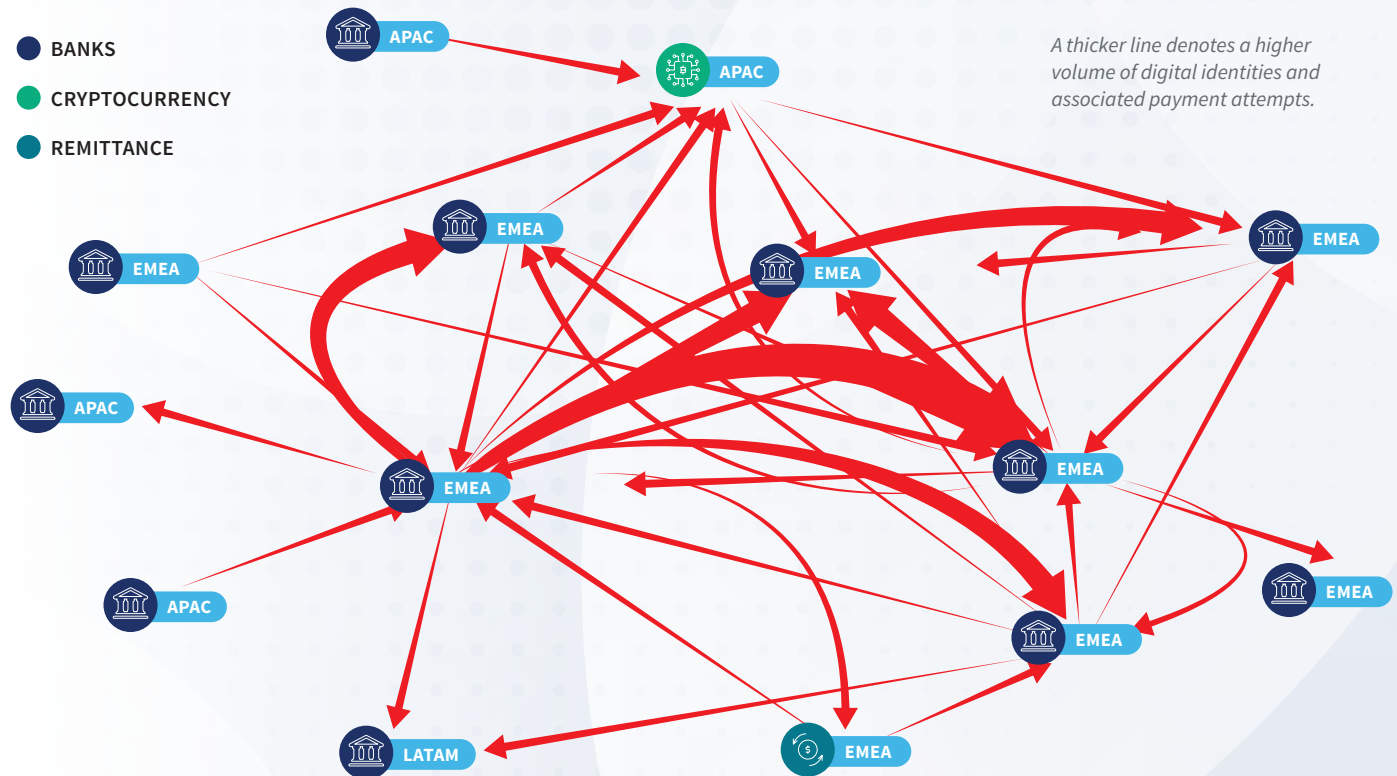 BANKS
CRYPTOCURRENCY
REMITTANCE
A thicker line denotes a higher
volume of digital identities and
associated payment attempts.
APAC
APAC
EMEA
EMEA
EMEA
EMEA
APAC
EMEA
EMEA
APAC
EMEA
EMEA
LATAM
EMEA